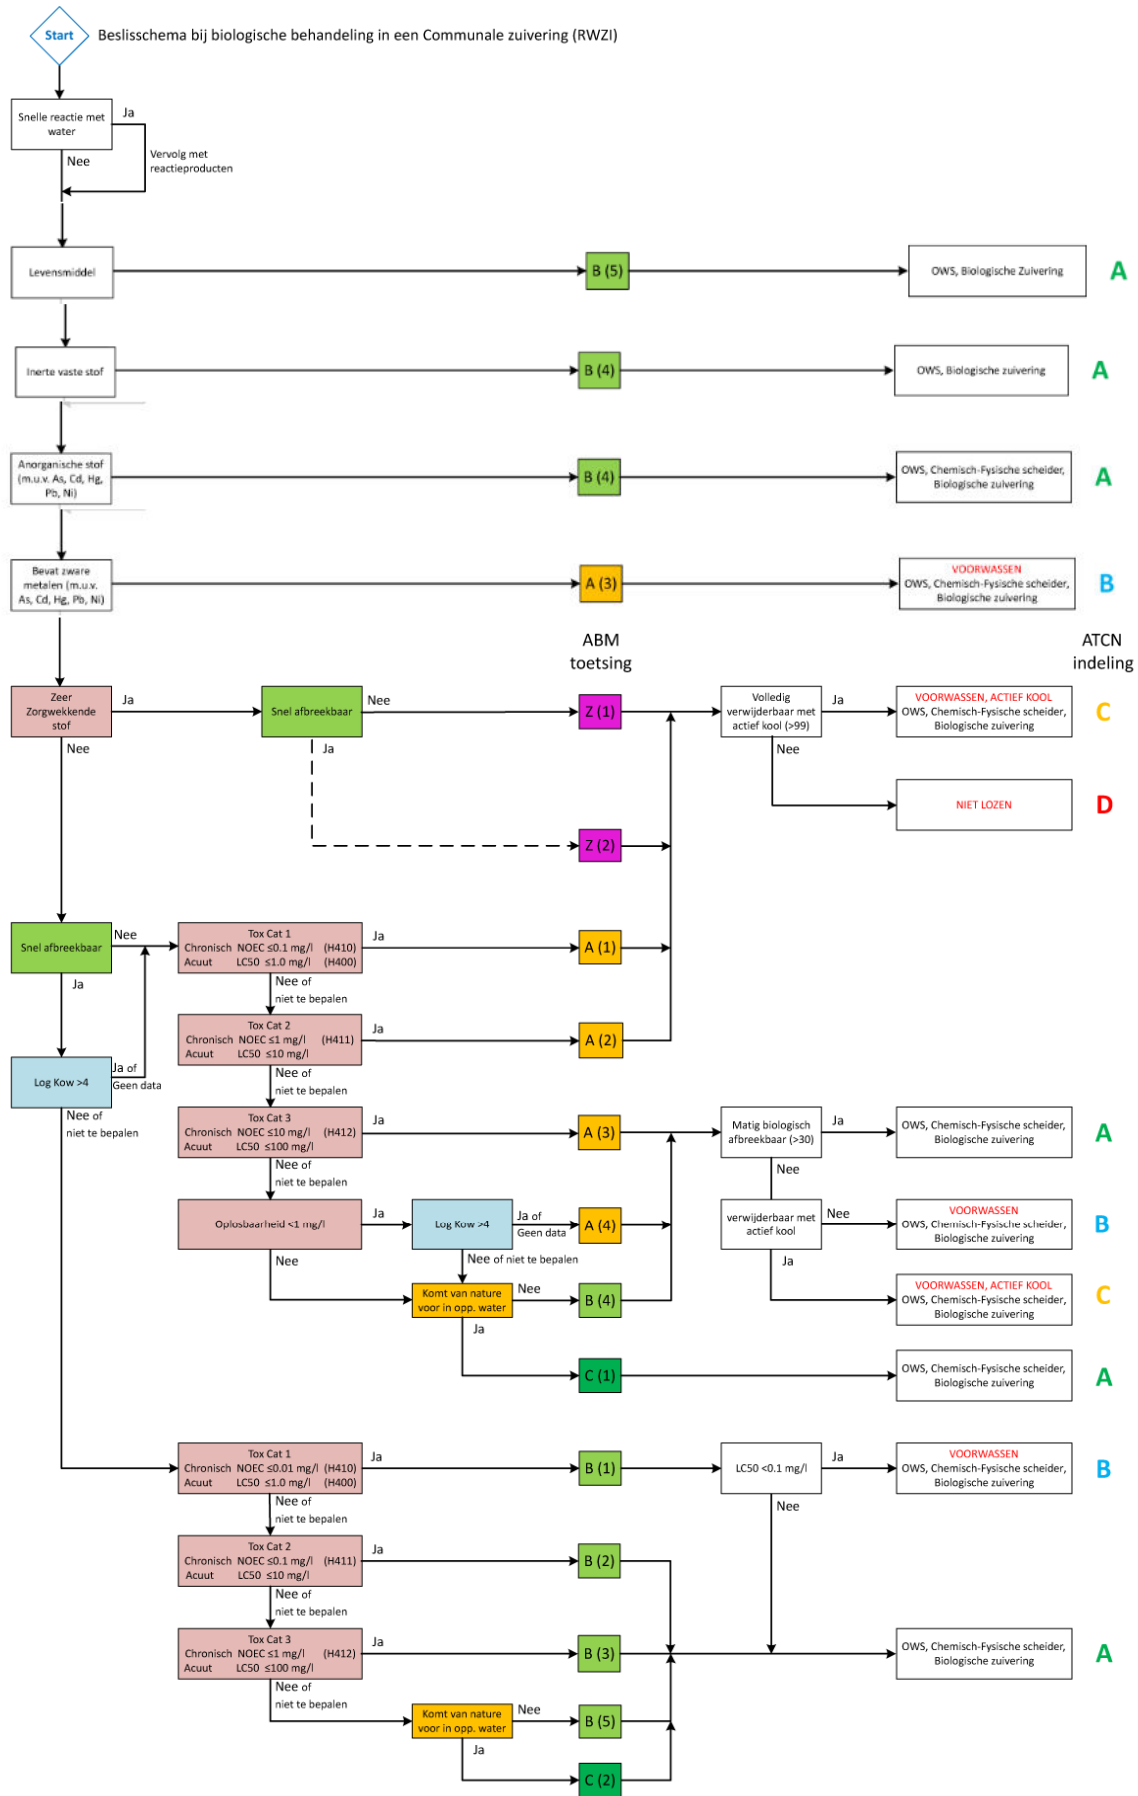 Start
Beslisschema bij biologische behandeling in een Communale zuivering (RWZI)
Snelle reactie met
water
Ja
Nee
Vervolg met
reactieproducten
Levensmiddel
B (5)
OWS, Biologische Zuivering
A
Inerte vaste stof
B (4)
OWS, Biologische zuivering
A
Anorganische stof
(m.u.v. As, Cd, Hg,
Pb, Ni)
B (4)
OWS, Chemisch-Fysische scheider,
Biologische zuivering
A
Bevat zware
metalen (m.u.v.
As, Cd, Hg, Pb, Ni)
A (3)
VOORWASSEN
OWS, Chemisch-Fysische scheider,
Biologische zuivering
B
ABM
toetsing
ATCN
indeling
Zeer
Zorgwekkende
stof
Ja
Nee
Snel afbreekbaar
Nee
Ja
Z (1)
Volledig
verwijderbaar met
actief kool (>99)
Ja
Nee
VOORWASSEN, ACTIEF KOOL
OWS, Chemisch-Fysische scheider,
Biologische zuivering
C
NIET LOZEN
D
Z (2)
Snel afbreekbaar
Nee
Ja
Tox Cat 1
Chronisch NOEC ≤0.1 mg/l (H410)
Acuut LC50 ≤1.0 mg/l (H400)
Ja
Nee of
niet te bepalen
A (1)
Tox Cat 2
Chronisch NOEC ≤1 mg/l (H411)
Acuut LC50 ≤10 mg/l
Ja
Nee of
niet te bepalen
A (2)
Log Kow >4
Ja of
Geen data
Nee of
niet te bepalen
Tox Cat 3
Chronisch NOEC ≤10 mg/l (H412)
Acuut LC50 ≤100 mg/l
Ja
Nee of
niet te bepalen
A (3)
Matig biologisch
afbreekbaar (>30)
Ja
Nee
OWS, Chemisch-Fysische scheider,
Biologische zuivering
A
Oplosbaarheid <1 mg/l
Ja
Nee
Log Kow >4
Ja of
Geen data
Nee of niet te bepalen
A (4)
verwijderbaar met
actief kool
Nee
Ja
VOORWASSEN
OWS, Chemisch-Fysische scheider,
Biologische zuivering
B
Komt van nature
voor in opp. water
Nee
Ja
B (4)
VOORWASSEN, ACTIEF KOOL
OWS, Chemisch-Fysische scheider,
Biologische zuivering
C
C (1)
OWS, Chemisch-Fysische scheider,
Biologische zuivering
A
Tox Cat 1
Chronisch NOEC ≤0.01 mg/l (H410)
Acuut LC50 ≤1.0 mg/l (H400)
Ja
Nee of
niet te bepalen
B (1)
LC50 <0.1 mg/l
Ja
Nee
VOORWASSEN
OWS, Chemisch-Fysische scheider,
Biologische zuivering
B
Tox Cat 2
Chronisch NOEC ≤0.1 mg/l (H411)
Acuut LC50 ≤10 mg/l
Ja
Nee of
niet te bepalen
B (2)
Tox Cat 3
Chronisch NOEC ≤1 mg/l (H412)
Acuut LC50 ≤100 mg/l
Ja
Nee of
niet te bepalen
B (3)
OWS, Chemisch-Fysische scheider,
Biologische zuivering
A
Komt van nature
voor in opp. water
Nee
Ja
B (5)
C (2)